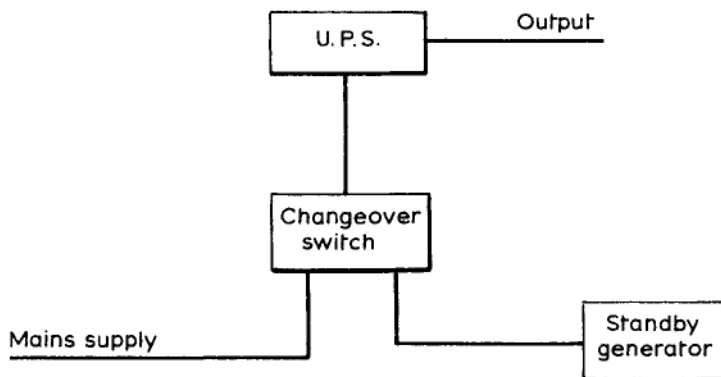 U.P.S.
Output
Changeover
switch
Mains supply
Standby
generator